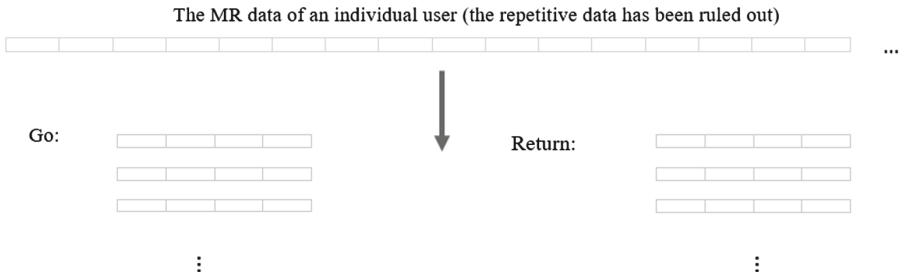 The MR data of an individual user (the repetitive data has been ruled out)
...
Go:
Return:
⋮
⋮